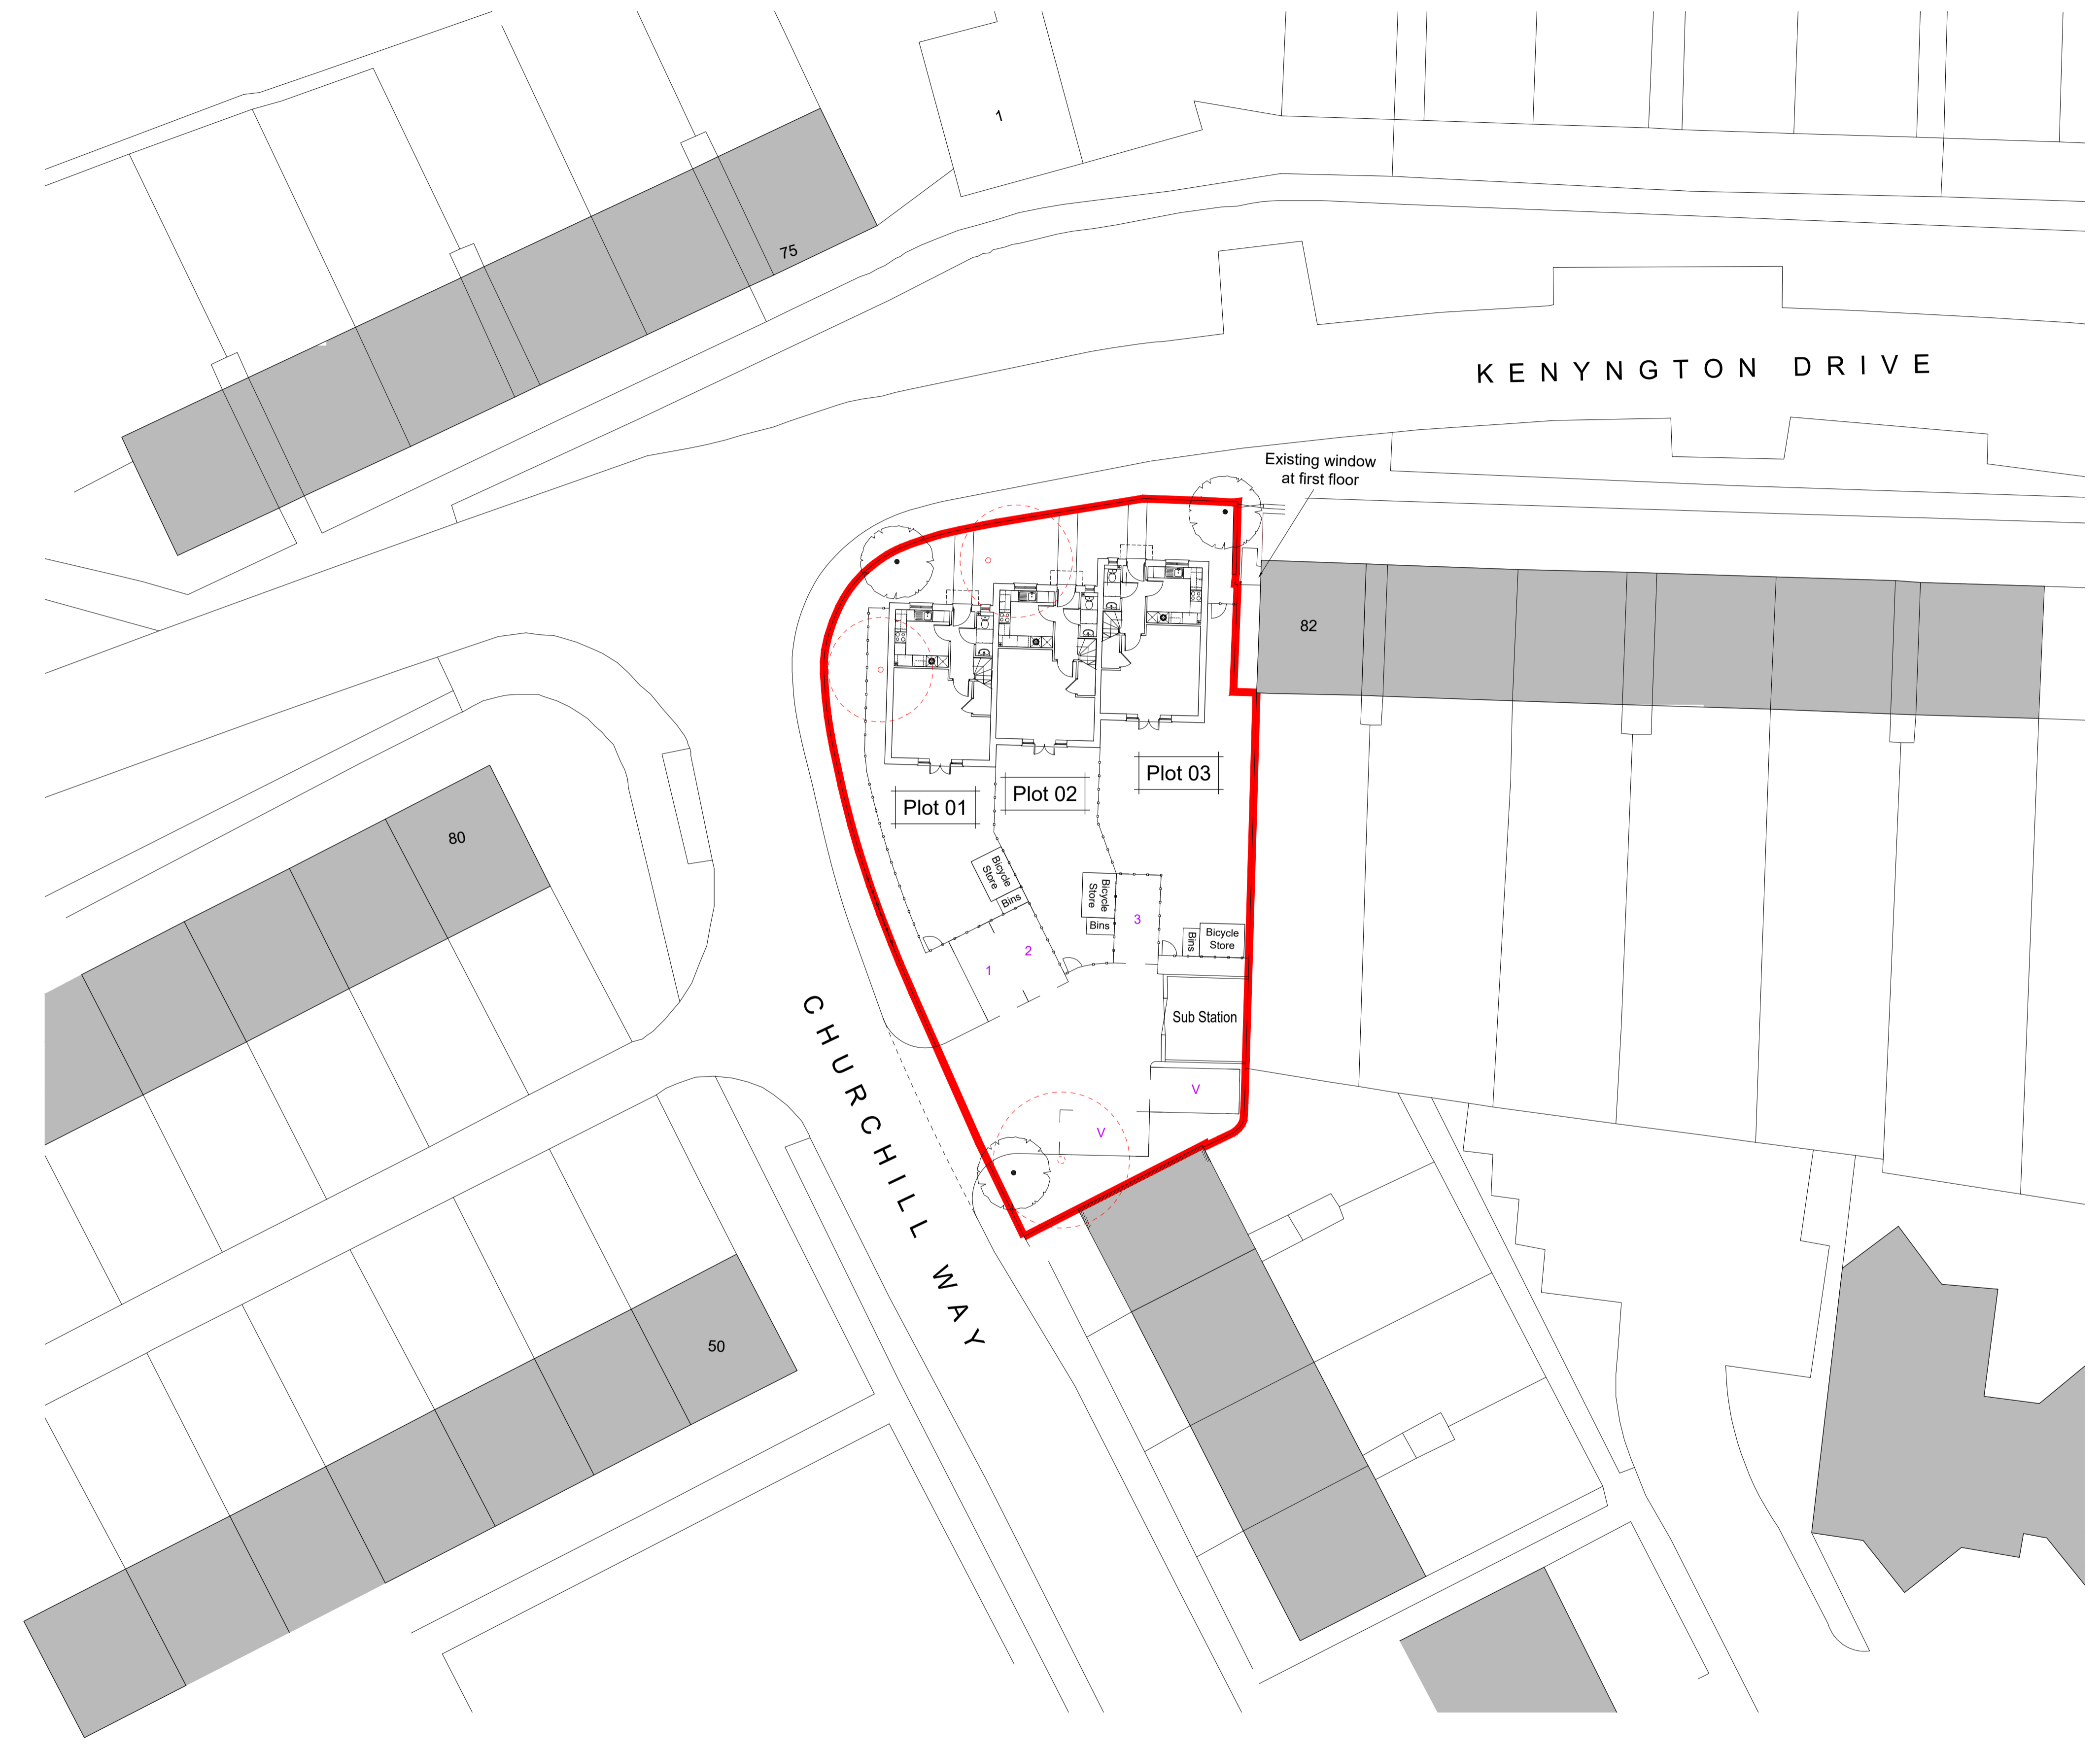 1
75
KENYNGTON DRIVE
Existing window
at first floor
82
Plot 03
Plot 02
Plot 01
80
Bicycle
Store
Bins
Bicycle
Store
Bins
3
Bins
Bicycle
Store
2
1
Sub Station
CHURCHILL WAY
V
V
50